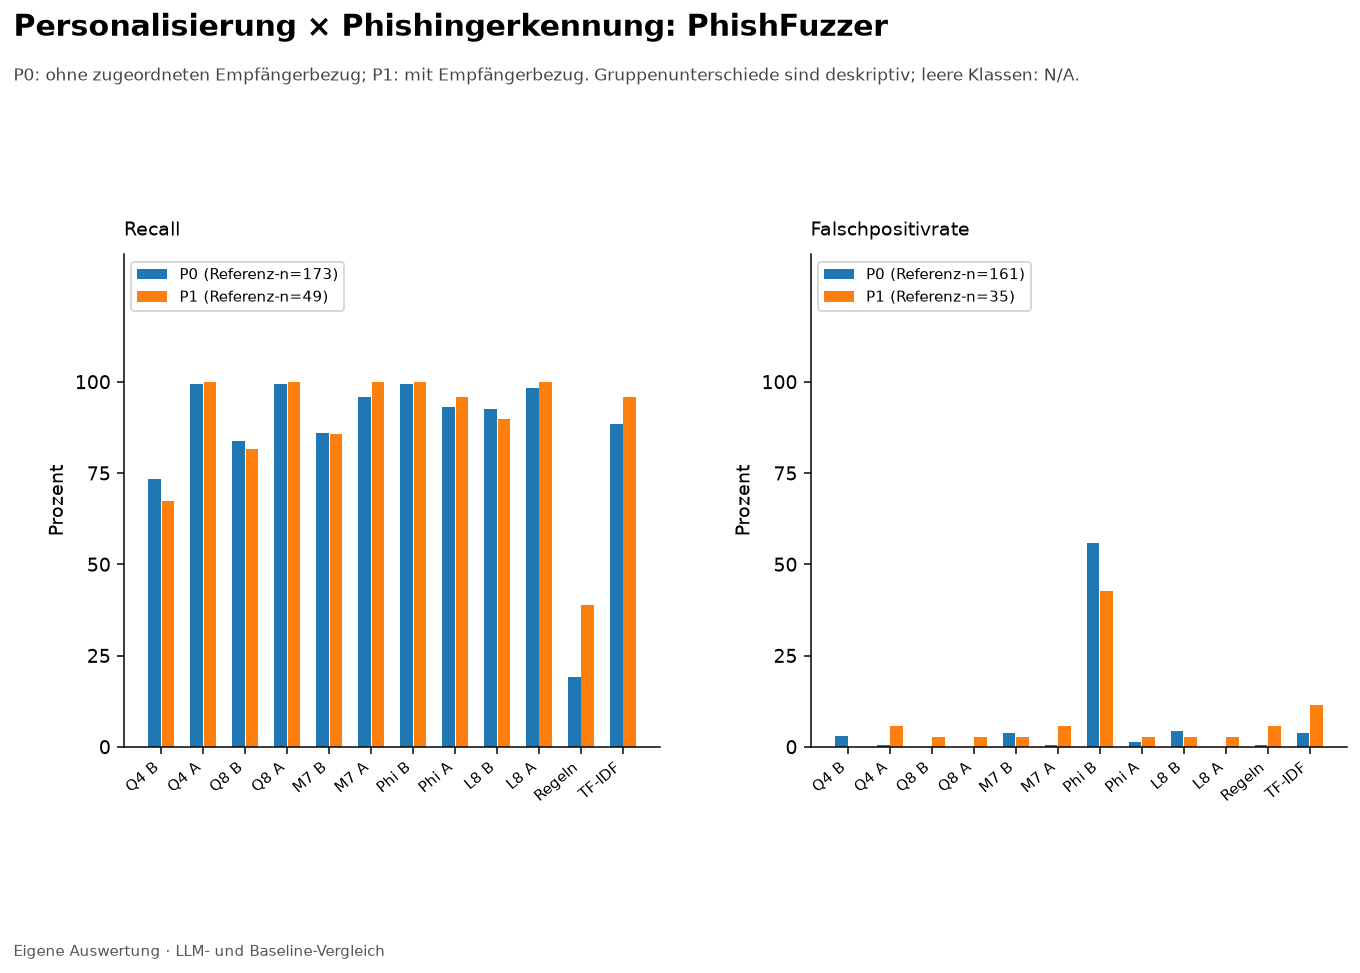 Personalisierung × Phishingerkennung: PhishFuzzer
P0: ohne zugeordneten Empfängerbezug; P1: mit Empfängerbezug. Gruppenunterschiede sind deskriptiv; leere Klassen: N/A.
Recall
P0 (Referenz-n=173)
P1 (Referenz-n=49)
Prozent
100
75
50
25
0
Q4 B
Q4 A
Q8 B
Q8 A
M7 B
M7 A
Phi B
Phi A
L8 B
L8 A
Regeln
TF-IDF
Falschpositivrate
P0 (Referenz-n=161)
P1 (Referenz-n=35)
Prozent
100
75
50
25
0
Q4 B
Q4 A
Q8 B
Q8 A
M7 B
M7 A
Phi B
Phi A
L8 B
L8 A
Regeln
TF-IDF
Eigene Auswertung · LLM- und Baseline-Vergleich